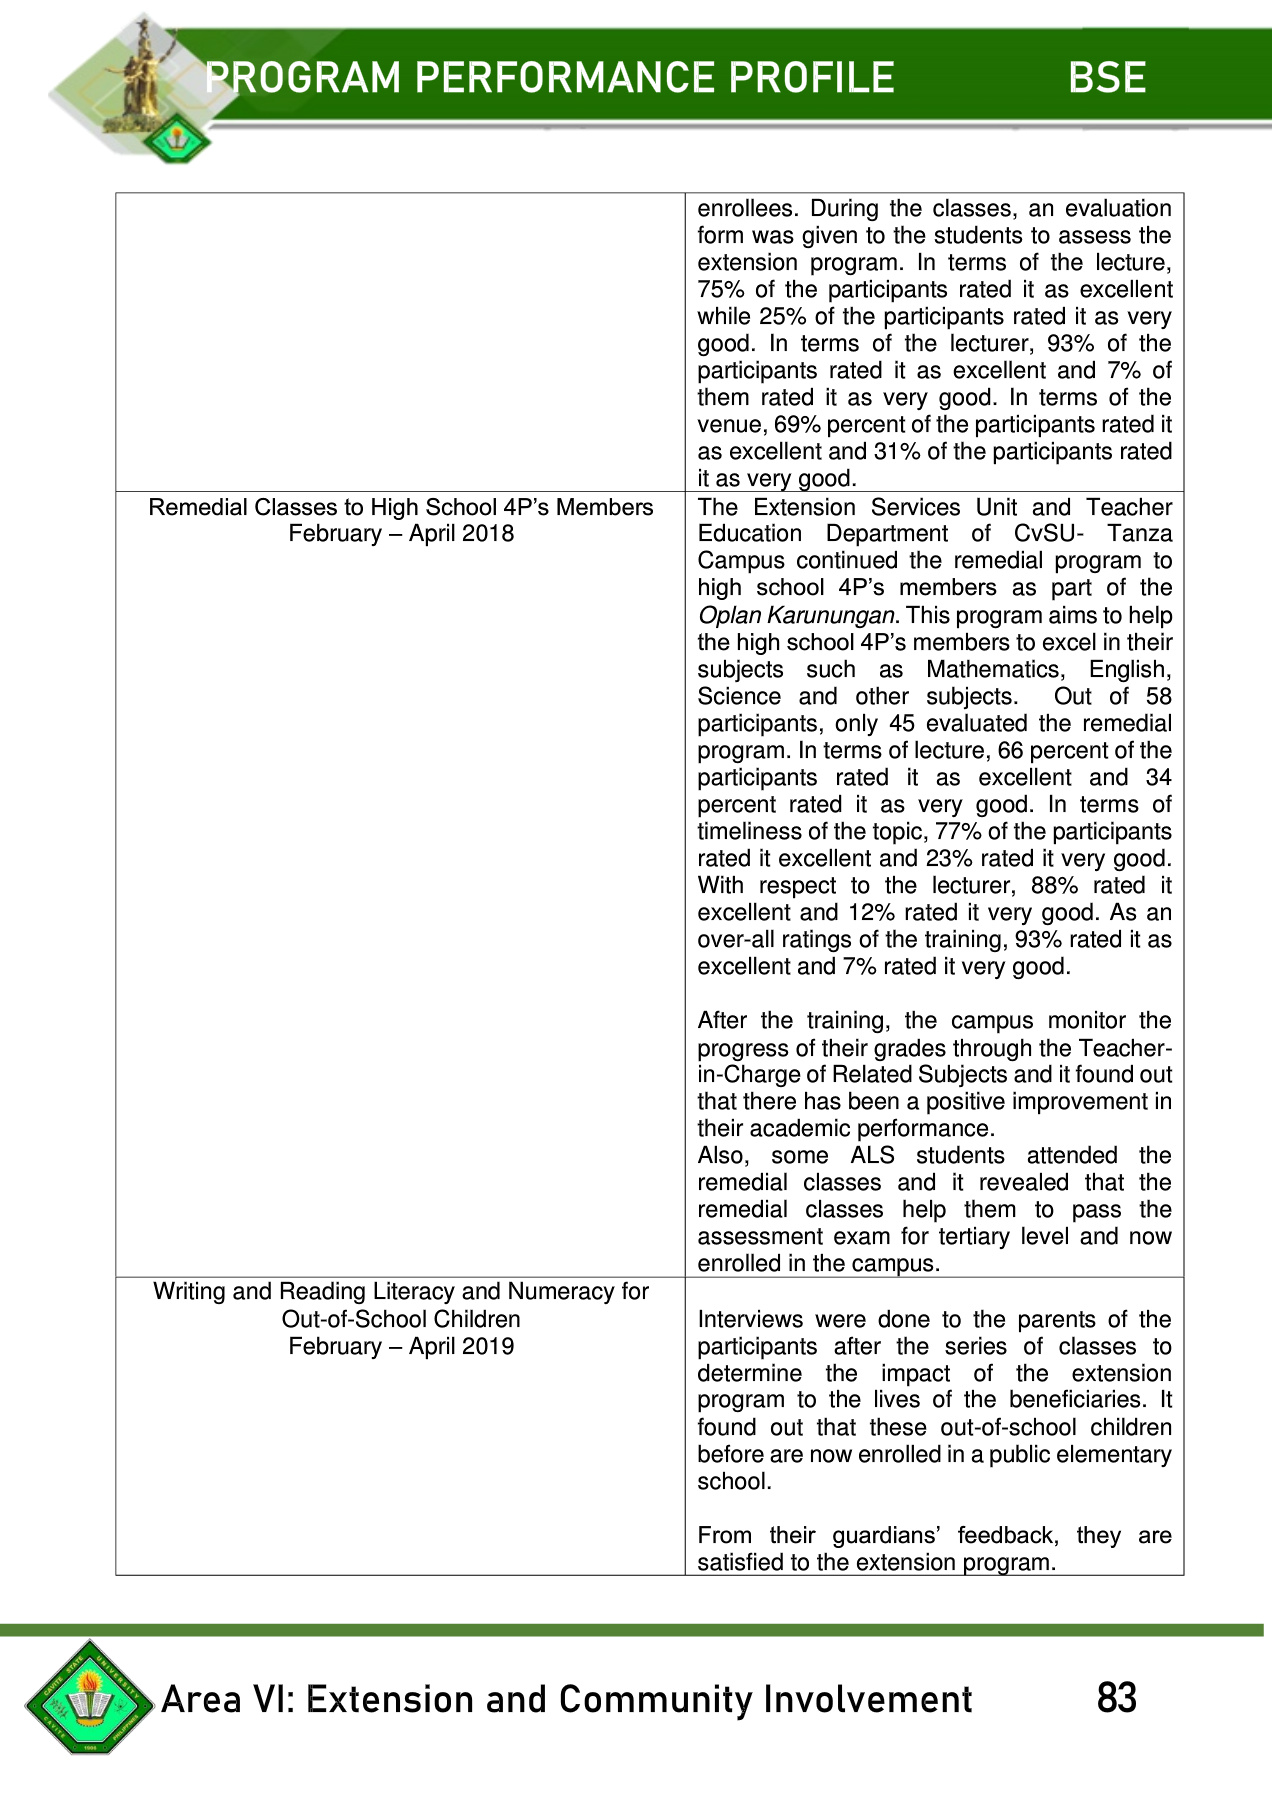 PROGRAM PERFORMANCE PROFILE BSE
enrollees. During the classes, an evaluation
form was given to the students to assess the
extension program. In terms of the lecture,
75% of the participants rated it as excellent
while 25% of the participants rated it as very
good. In terms of the lecturer, 93% of the
participants rated it as excellent and 7% of
them rated it as very good. In terms of the
venue, 69% percent of the participants rated it
as excellent and 31% of the participants rated
it as very good.
Remedial Classes to High School 4P’s Members
February – April 2018
The Extension Services Unit and Teacher
Education Department of CvSU- Tanza
Campus continued the remedial program to
high school 4P’s members as part of the
Oplan Karunungan. This program aims to help
the high school 4P’s members to excel in their
subjects such as Mathematics, English,
Science and other subjects. Out of 58
participants, only 45 evaluated the remedial
program. In terms of lecture, 66 percent of the
participants rated it as excellent and 34
percent rated it as very good. In terms of
timeliness of the topic, 77% of the participants
rated it excellent and 23% rated it very good.
With respect to the lecturer, 88% rated it
excellent and 12% rated it very good. As an
over-all ratings of the training, 93% rated it as
excellent and 7% rated it very good.
After the training, the campus monitor the
progress of their grades through the Teacher-
in-Charge of Related Subjects and it found out
that there has been a positive improvement in
their academic performance.
Also, some ALS students attended the
remedial classes and it revealed that the
remedial classes help them to pass the
assessment exam for tertiary level and now
enrolled in the campus.
Writing and Reading Literacy and Numeracy for
Out-of-School Children
February – April 2019
Interviews were done to the parents of the
participants after the series of classes to
determine the impact of the extension
program to the lives of the beneficiaries. It
found out that these out-of-school children
before are now enrolled in a public elementary
school.
From their guardians’ feedback, they are
satisfied to the extension program.
CAVITE STATE UNIVERSITY
CAVITE
PHILIPPINES
1906
Area VI: Extension and Community Involvement 83